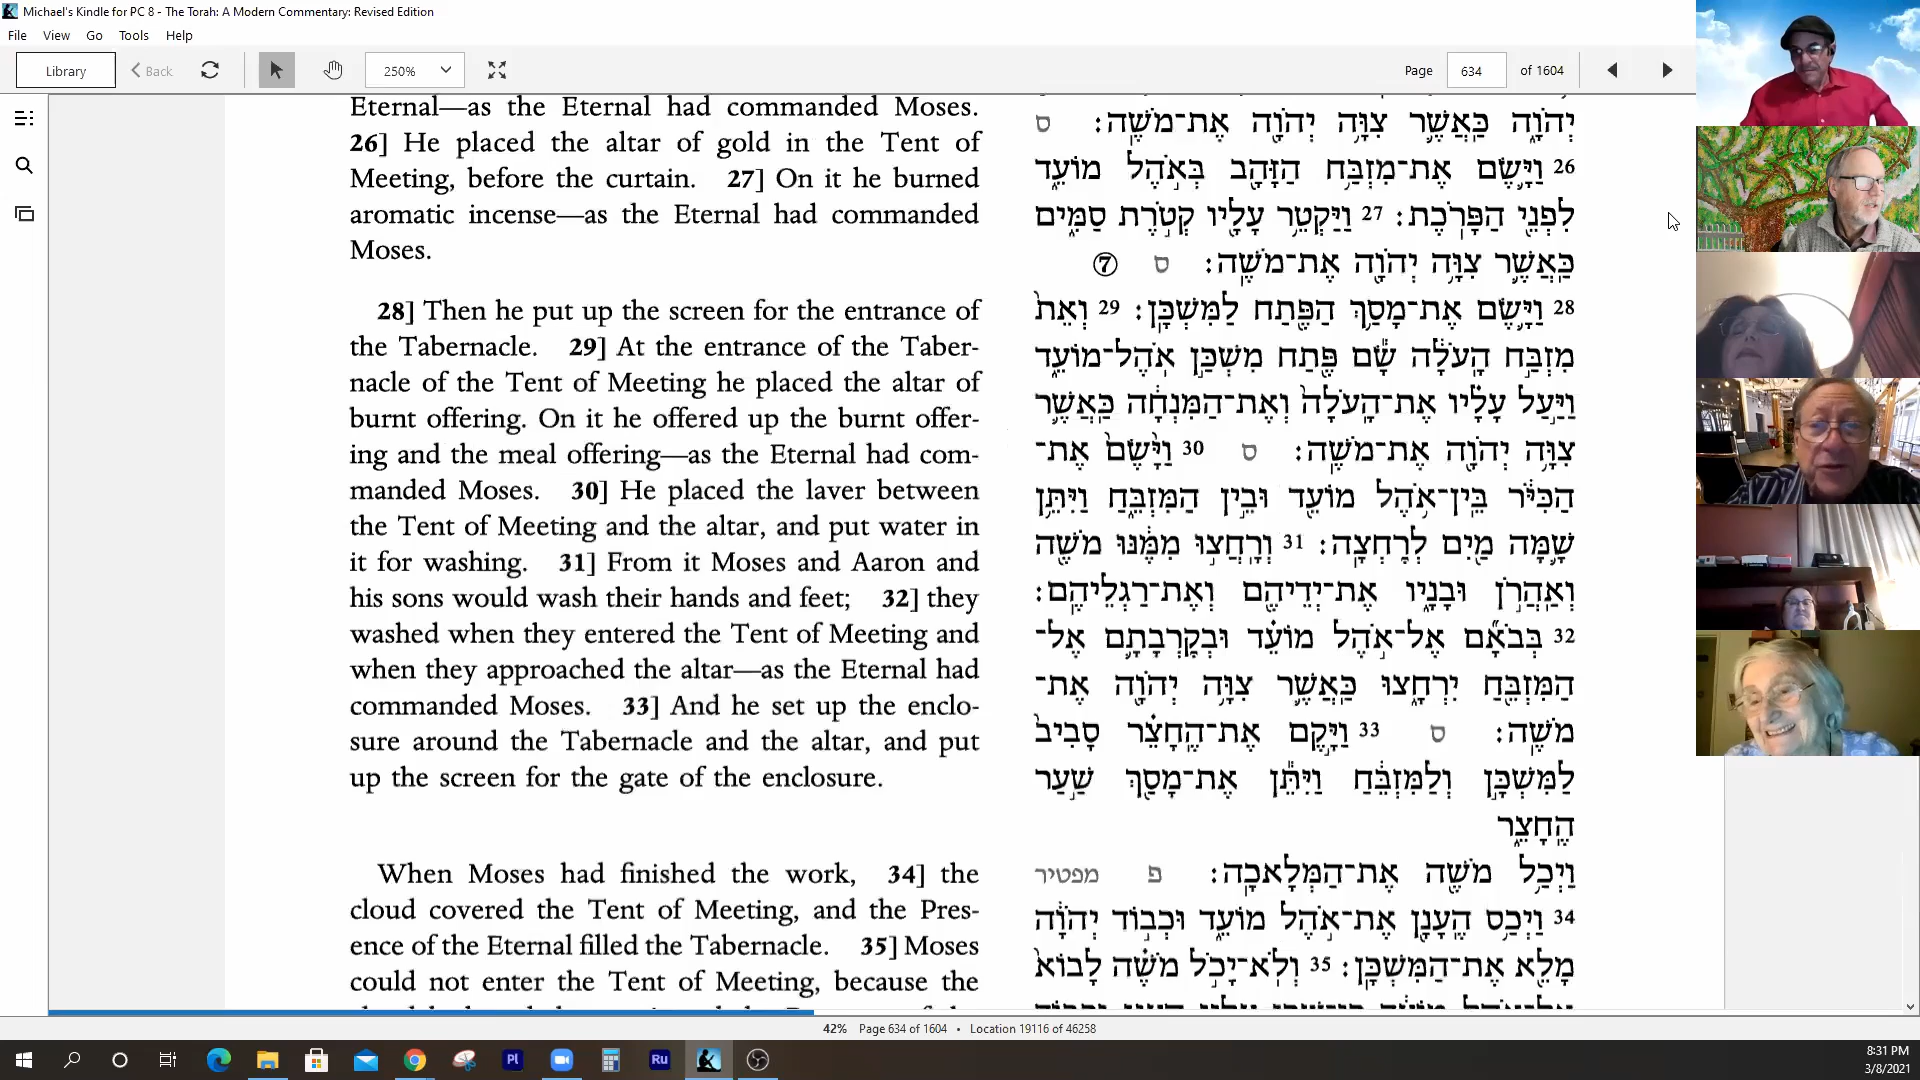 Michael's Kindle for PC 8 - The Torah: A Modern Commentary: Revised Edition
File View Go Tools Help
Library Back 250% Page 634 of 1604
Eternal—as the Eternal had commanded Moses.
26] He placed the altar of gold in the Tent of
Meeting, before the curtain. 27] On it he burned
aromatic incense—as the Eternal had commanded
Moses.
28] Then he put up the screen for the entrance of
the Tabernacle. 29] At the entrance of the Taber-
nacle of the Tent of Meeting he placed the altar of
burnt offering. On it he offered up the burnt offer-
ing and the meal offering—as the Eternal had com-
manded Moses. 30] He placed the laver between
the Tent of Meeting and the altar, and put water in
it for washing. 31] From it Moses and Aaron and
his sons would wash their hands and feet; 32] they
washed when they entered the Tent of Meeting and
when they approached the altar—as the Eternal had
commanded Moses. 33] And he set up the enclo-
sure around the Tabernacle and the altar, and put
up the screen for the gate of the enclosure.
When Moses had finished the work, 34] the
cloud covered the Tent of Meeting, and the Pres-
ence of the Eternal filled the Tabernacle. 35] Moses
could not enter the Tent of Meeting, because the
יְהֹוָ֑ה כַּאֲשֶׁ֛ר צִוָּ֥ה יְהֹוָ֖ה אֶת־מֹשֶֽׁה׃ ס
26 וַיָּ֛שֶׂם אֶת־מִזְבַּ֥ח הַזָּהָ֖ב בְּאֹ֣הֶל מוֹעֵ֑ד
לִפְנֵ֖י הַפָּרֹֽכֶת׃ 27 וַיַּקְטֵ֥ר עָלָ֖יו קְטֹ֣רֶת סַמִּ֑ים
כַּֽאֲשֶׁ֛ר צִוָּ֥ה יְהֹוָ֖ה אֶת־מֹשֶֽׁה׃ ס ⑦
28 וַיָּ֛שֶׂם אֶת־מָסַ֥ךְ הַפֶּ֖תַח לַמִּשְׁכָּֽן׃ 29 וְאֵת֙
מִזְבַּ֣ח הָעֹלָ֔ה שָׂ֕ם פֶּ֖תַח מִשְׁכַּ֣ן אֹֽהֶל־מוֹעֵ֑ד
וַיַּ֣עַל עָלָ֗יו אֶת־הָעֹלָה֙ וְאֶת־הַמִּנְחָ֔ה כַּאֲשֶׁ֛ר
צִוָּ֥ה יְהֹוָ֖ה אֶת־מֹשֶֽׁה׃ ס 30 וַיָּ֙שֶׂם֙ אֶת־
הַכִּיֹּ֔ר בֵּֽין־אֹ֥הֶל מוֹעֵ֖ד וּבֵ֣ין הַמִּזְבֵּ֑חַ וַיִּתֵּ֥ן
שָׁ֛מָּה מַ֖יִם לְרׇחְצָֽה׃ 31 וְרָחֲצ֣וּ מִמֶּ֔נּוּ מֹשֶׁ֖ה
וְאַהֲרֹ֣ן וּבָנָ֑יו אֶת־יְדֵיהֶ֖ם וְאֶת־רַגְלֵיהֶֽם׃
32 בְּבֹאָ֞ם אֶל־אֹ֣הֶל מוֹעֵ֗ד וּבְקׇרְבָתָ֛ם אֶל־
הַמִּזְבֵּ֖חַ יִרְחָ֑צוּ כַּאֲשֶׁ֛ר צִוָּ֥ה יְהֹוָ֖ה אֶת־
מֹשֶֽׁה׃ ס 33 וַיָּ֣קֶם אֶת־הֶחָצֵ֗ר סָבִיב֙
לַמִּשְׁכָּ֣ן וְלַמִּזְבֵּ֔חַ וַיִּתֵּ֕ן אֶת־מָסַ֖ךְ שַׁ֣עַר
הֶחָצֵ֑ר
וַיְכַ֥ל מֹשֶׁ֖ה אֶת־הַמְּלָאכָֽה׃ פ מפטיר
34 וַיְכַ֥ס הֶעָנָ֖ן אֶת־אֹ֣הֶל מוֹעֵ֑ד וּכְב֣וֹד יְהֹוָ֔ה
מָלֵ֖א אֶת־הַמִּשְׁכָּֽן׃ 35 וְלֹא־יָכֹ֣ל מֹשֶׁ֗ה לָבוֹא֙
42% Page 634 of 1604 • Location 19116 of 46258
Pl Ru
8:31 PM
3/8/2021